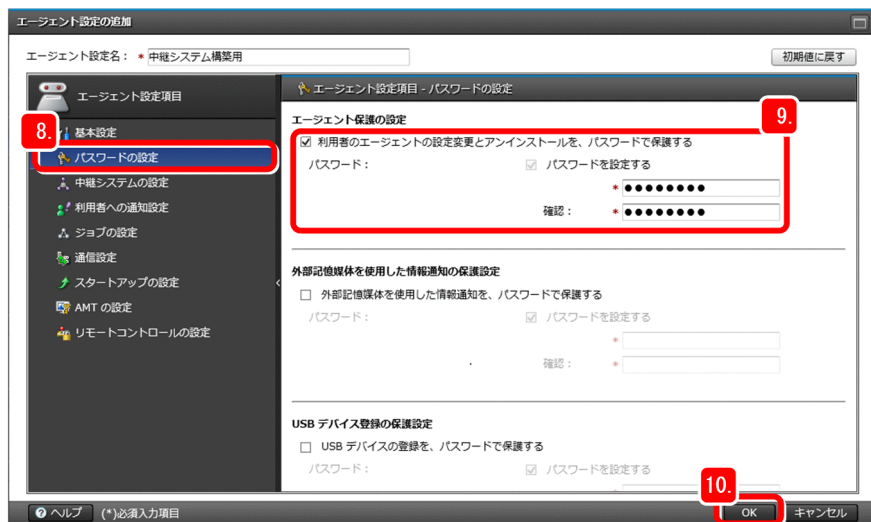 エージェント設定の追加
エージェント設定名： * 中継システム構築用
初期値に戻す
エージェント設定項目
8.
基本設定
パスワードの設定
中継システムの設定
利用者への通知設定
ジョブの設定
通信設定
スタートアップの設定
AMT の設定
リモートコントロールの設定
エージェント設定項目 - パスワードの設定
エージェント保護の設定
9.
利用者のエージェントの設定変更とアンインストールを、パスワードで保護する
パスワード： パスワードを設定する
* ●●●●●●●●
確認： * ●●●●●●●●
外部記憶媒体を使用した情報通知の保護設定
外部記憶媒体を使用した情報通知を、パスワードで保護する
パスワード： パスワードを設定する
*
確認： *
USB デバイス登録の保護設定
USB デバイスの登録を、パスワードで保護する
パスワード： パスワードを設定する
10.
ヘルプ (*)必須入力項目
OK キャンセル